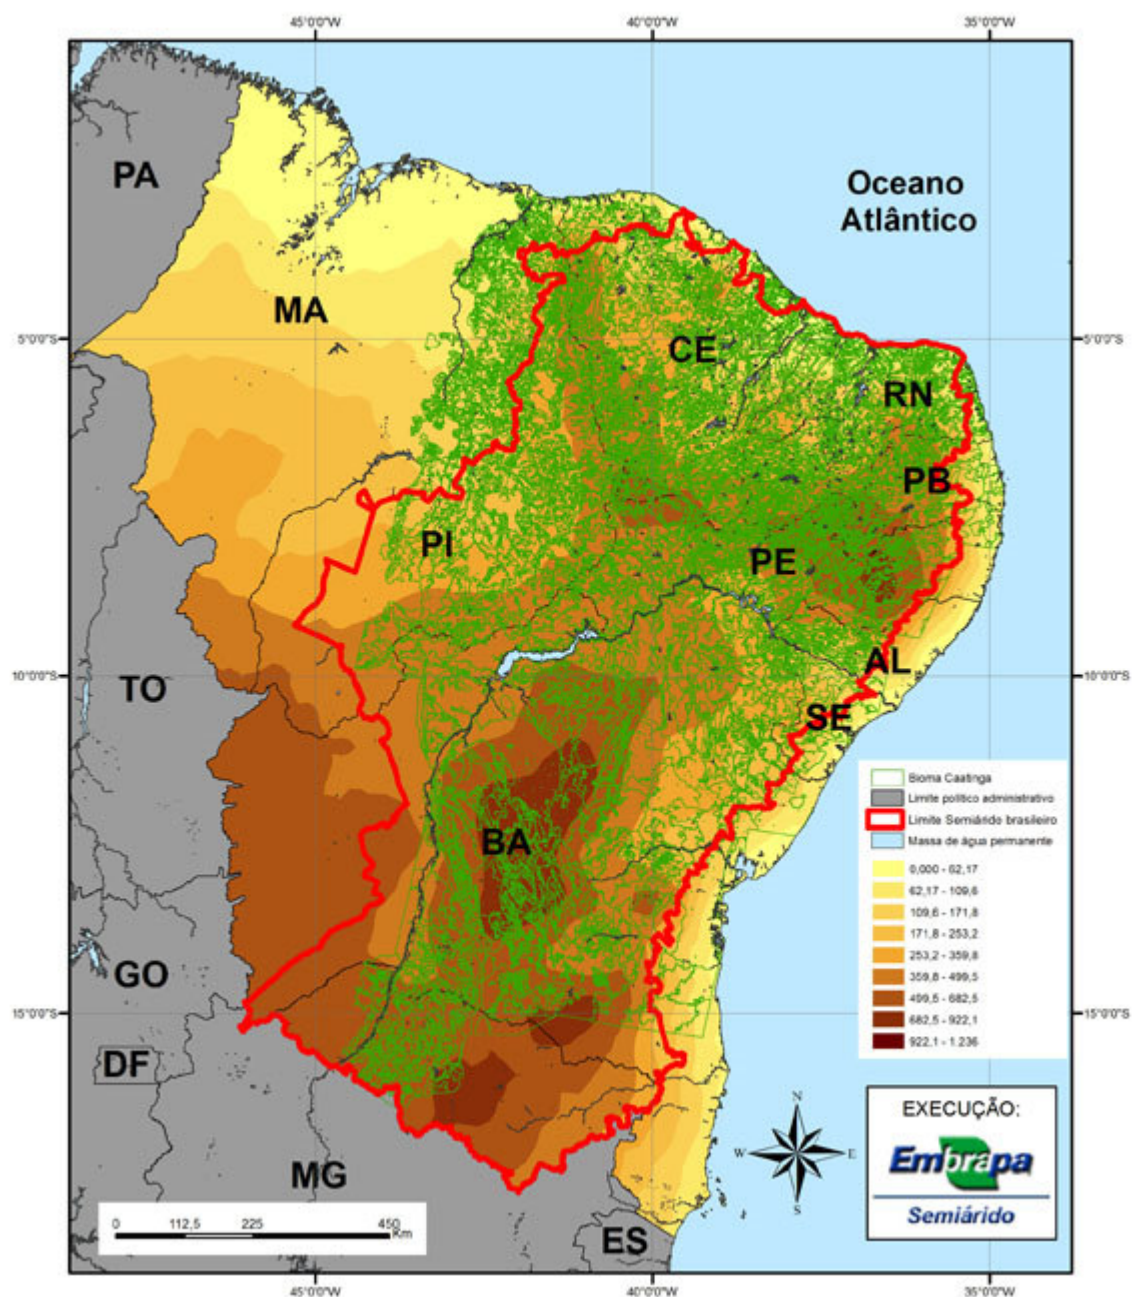 45°0'0"W 40°0'0"W 35°0'0"W
PA
Oceano
Atlântico
MA
5°0'0"S 5°0'0"S
CE
RN
PB
PI
PE
AL
10°0'0"S 10°0'0"S
TO
SE
Bioma Caatinga
Limite político administrativo
Limite Semiárido brasileiro
Massa de água permanente
0,000 - 62,17
62,17 - 109,6
109,6 - 171,8
171,8 - 253,2
253,2 - 359,8
359,8 - 499,5
499,5 - 682,5
682,5 - 922,1
922,1 - 1.236
BA
GO
15°0'0"S 15°0'0"S
DF
MG
ES
N
W E
S
EXECUÇÃO:
Embrapa
Semiárido
0 112,5 225 450
Km
45°0'0"W 40°0'0"W 35°0'0"W